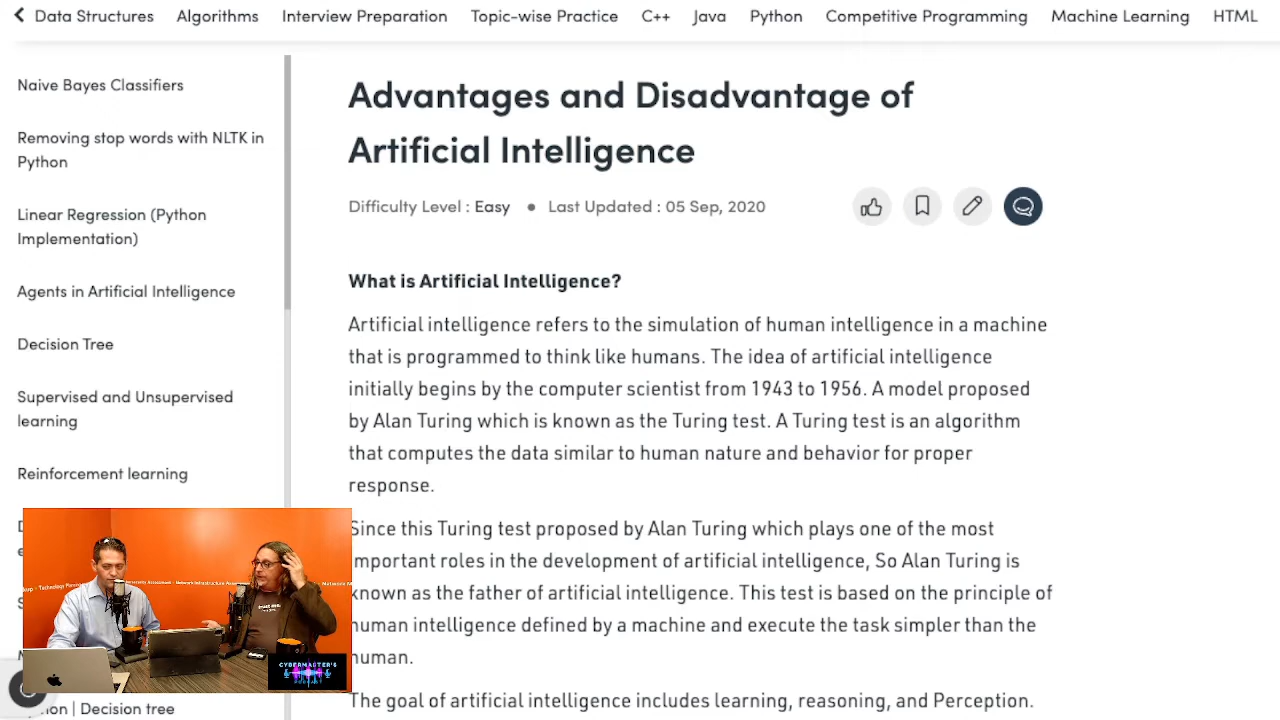 Data Structures Algorithms Interview Preparation Topic-wise Practice C++ Java Python Competitive Programming Machine Learning HTML
Naive Bayes Classifiers
Removing stop words with NLTK in
Python
Linear Regression (Python
Implementation)
Agents in Artificial Intelligence
Decision Tree
Supervised and Unsupervised
learning
Reinforcement learning
| Decision tree
Advantages and Disadvantage of
Artificial Intelligence
Difficulty Level : Easy ● Last Updated : 05 Sep, 2020
What is Artificial Intelligence?
Artificial intelligence refers to the simulation of human intelligence in a machine
that is programmed to think like humans. The idea of artificial intelligence
initially begins by the computer scientist from 1943 to 1956. A model proposed
by Alan Turing which is known as the Turing test. A Turing test is an algorithm
that computes the data similar to human nature and behavior for proper
response.
Since this Turing test proposed by Alan Turing which plays one of the most
important roles in the development of artificial intelligence, So Alan Turing is
known as the father of artificial intelligence. This test is based on the principle of
human intelligence defined by a machine and execute the task simpler than the
human.
The goal of artificial intelligence includes learning, reasoning, and Perception.
CYBERMASTER'S
PODCAST